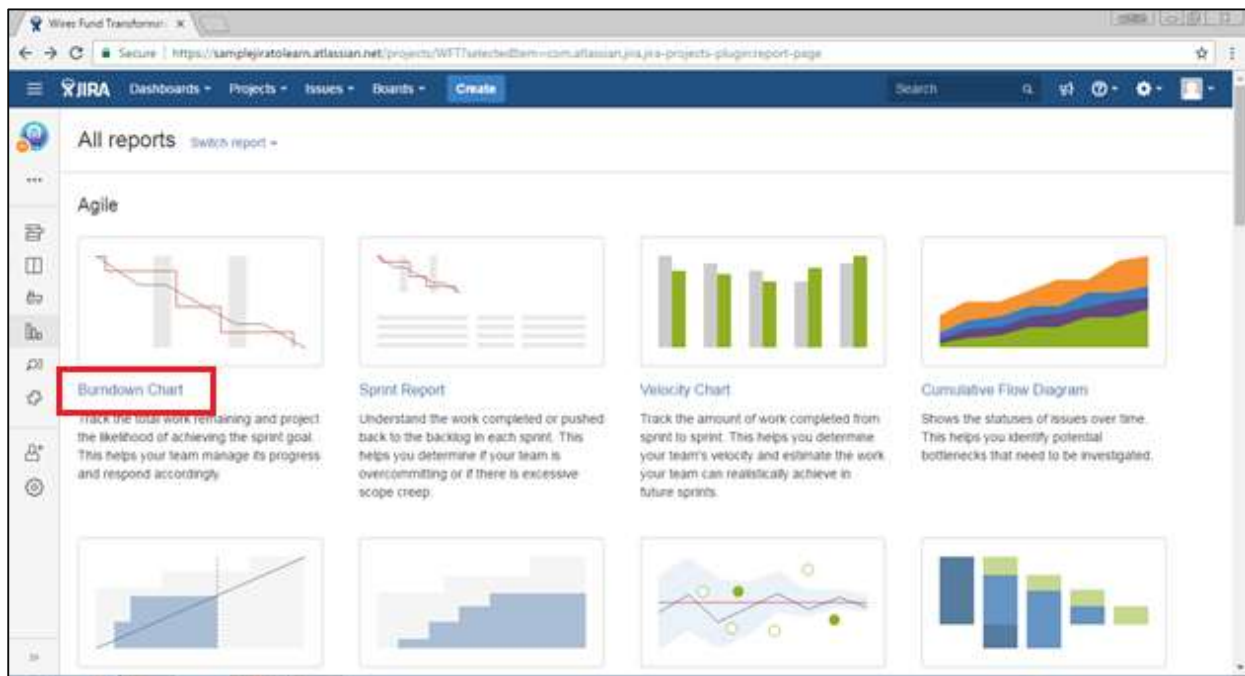 Wires Fund Transformi
Secure | https://samplejiratolearn.atlassian.net/projects/WFT?selectedItem=com.atlassian.jira.jira-projects-plugin:report-page
JIRA Dashboards Projects Issues Boards Create Search
All reports Switch report
Agile
Burndown Chart
Track the total work remaining and project
the likelihood of achieving the sprint goal.
This helps your team manage its progress
and respond accordingly.
Sprint Report
Understand the work completed or pushed
back to the backlog in each sprint. This
helps you determine if your team is
overcommitting or if there is excessive
scope creep.
Velocity Chart
Track the amount of work completed from
sprint to sprint. This helps you determine
your team's velocity and estimate the work
your team can realistically achieve in
future sprints.
Cumulative Flow Diagram
Shows the statuses of issues over time.
This helps you identify potential
bottlenecks that need to be investigated.